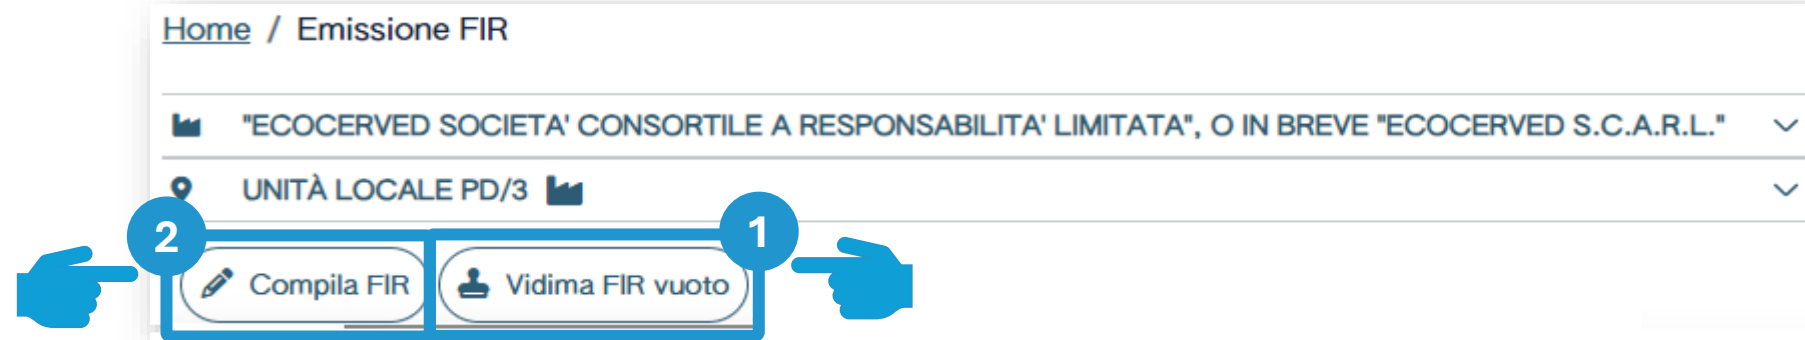 Home / Emissione FIR
"ECOCERVED SOCIETA' CONSORTILE A RESPONSABILITA' LIMITATA", O IN BREVE "ECOCERVED S.C.A.R.L."
UNITÀ LOCALE PD/3
2 1
Compila FIR Vidima FIR vuoto